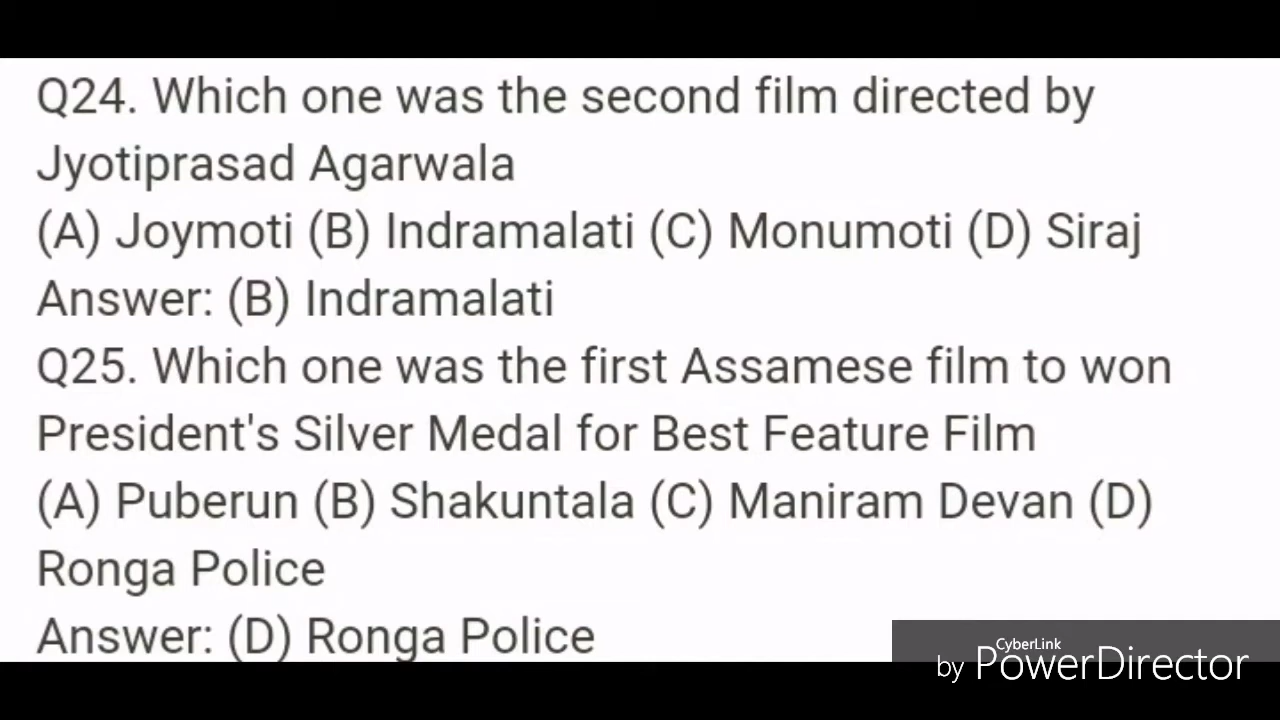 Q24. Which one was the second film directed by
Jyotiprasad Agarwala
(A) Joymoti (B) Indramalati (C) Monumoti (D) Siraj
Answer: (B) Indramalati
Q25. Which one was the first Assamese film to won
President's Silver Medal for Best Feature Film
(A) Puberun (B) Shakuntala (C) Maniram Devan (D)
Ronga Police
Answer: (D) Ronga Police
CyberLink
by PowerDirector